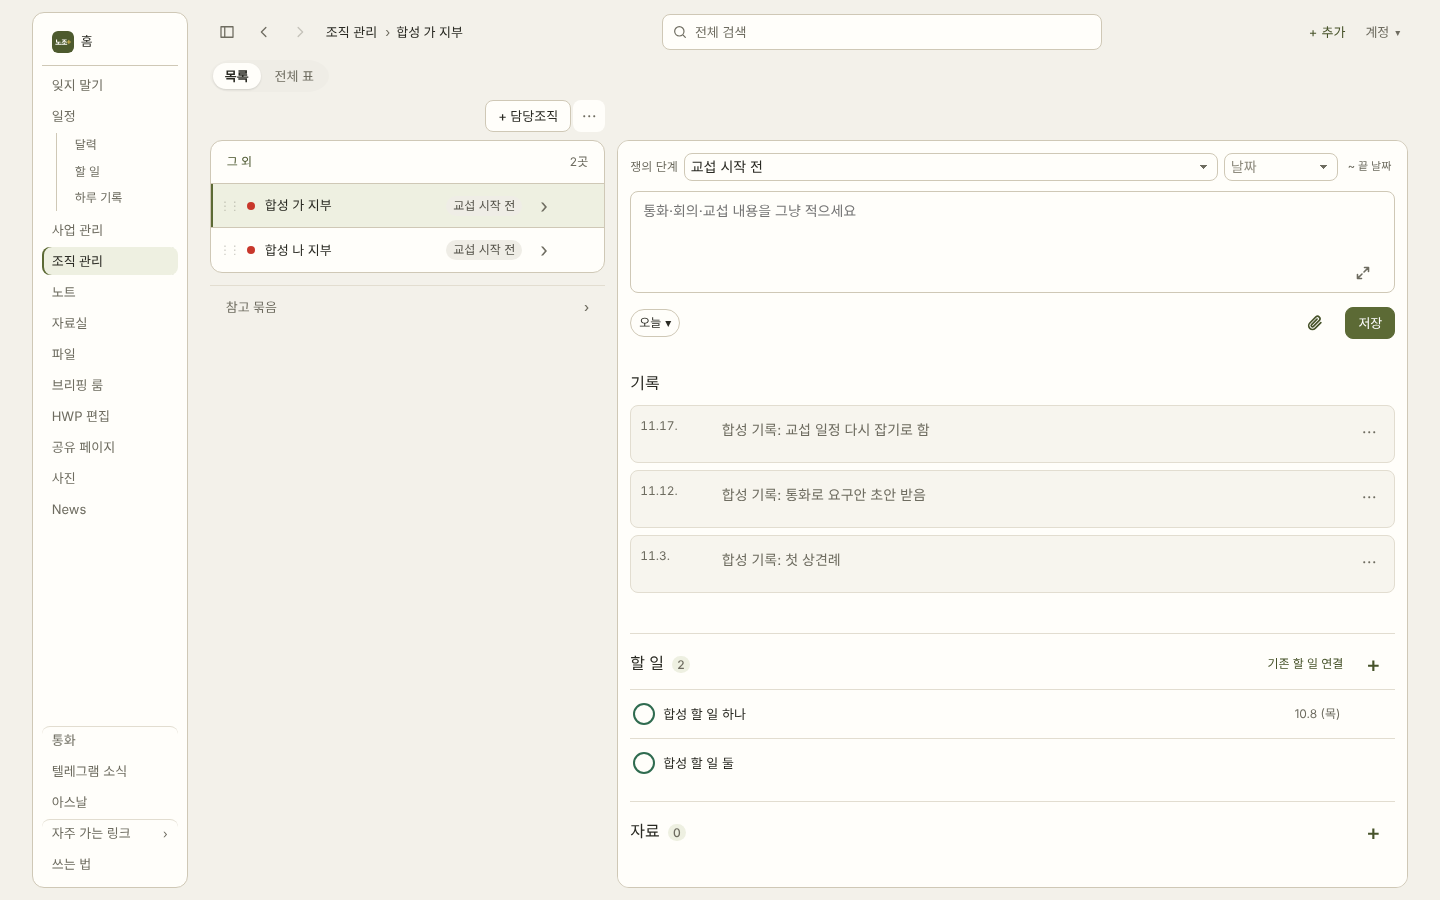 노조+ 홈
잊지 말기
일정
달력
할 일
하루 기록
사업 관리
조직 관리
노트
자료실
파일
브리핑 룸
HWP 편집
공유 페이지
사진
News
통화
텔레그램 소식
아스날
자주 가는 링크 ›
쓰는 법
조직 관리 › 합성 가 지부
전체 검색
+ 추가
계정 ▾
목록
전체 표
+ 담당조직
···
그 외 2곳
합성 가 지부 교섭 시작 전
합성 나 지부 교섭 시작 전
참고 묶음 ›
쟁의 단계 교섭 시작 전 날짜 ~ 끝 날짜
통화·회의·교섭 내용을 그냥 적으세요
오늘 ▾
저장
기록
11.17. 합성 기록: 교섭 일정 다시 잡기로 함 ···
11.12. 합성 기록: 통화로 요구안 초안 받음 ···
11.3. 합성 기록: 첫 상견례 ···
할 일 2 기존 할 일 연결 +
합성 할 일 하나 10.8 (목)
합성 할 일 둘
자료 0 +